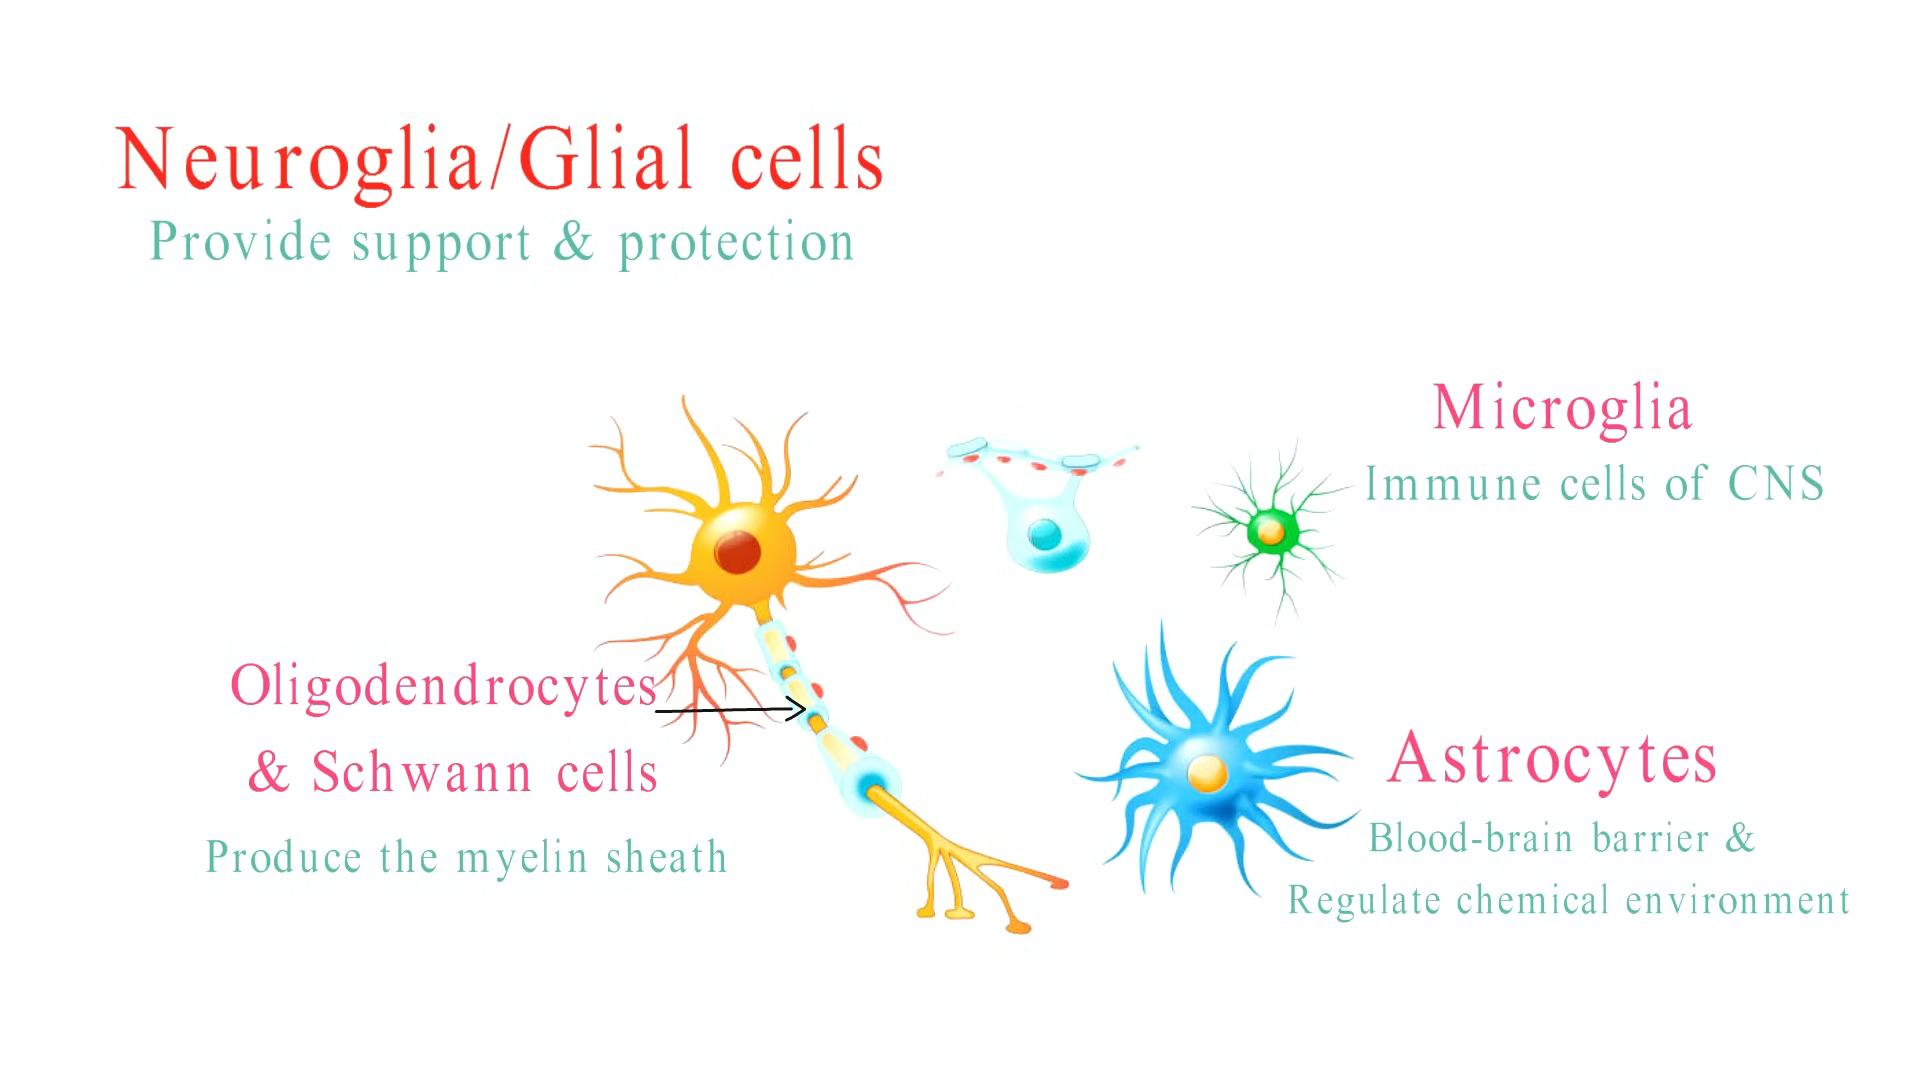 Neuroglia/Glial cells
Provide support & protection
Microglia
Immune cells of CNS
Oligodendrocytes
& Schwann cells
Produce the myelin sheath
Astrocytes
Blood-brain barrier &
Regulate chemical environment